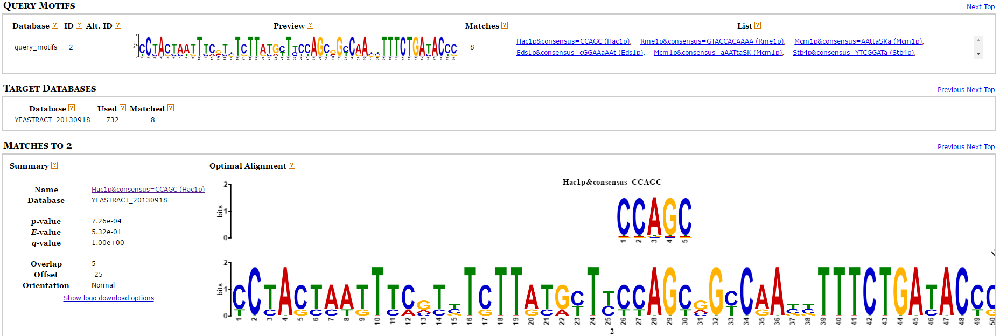 QUERY MOTIFS
Next Top
Database ? ID ? Alt. ID ? Preview ? Matches ? List ?
query_motifs 2 8 Hac1p&consensus=CCAGC (Hac1p), Rme1p&consensus=GTACCACAAAA (Rme1p), Mcm1p&consensus=AAttaSKa (Mcm1p),
Eds1p&consensus=cGGAAaAAt (Eds1p), Mcm1p&consensus=aAATtaSK (Mcm1p), Stb4p&consensus=YTCGGATa (Stb4p),
TARGET DATABASES
Previous Next Top
Database ? Used ? Matched ?
YEASTRACT_20130918 732 8
MATCHES TO 2
Previous Next Top
Summary ? Optimal Alignment ?
Name Hac1p&consensus=CCAGC (Hac1p)
Database YEASTRACT_20130918
p-value 7.26e-04
E-value 5.32e-01
q-value 1.00e+00
Overlap 5
Offset -25
Orientation Normal
Show logo download options
Hac1p&consensus=CCAGC
2
1
0
bits
CCAGC
1 2 3 4 5
2
1
0
bits
CCTACTAATTTCGTTTCTTATGCTTCCAGCGGCCAATTTTTCTGATACCC
1 2 3 4 5 6 7 8 9 10 11 12 13 14 15 16 17 18 19 20 21 22 23 24 25 26 27 28 29 30 31 32 33 34 35 36 37 38 39 40 41 42 43 44 45 46 47 48 49 50
2